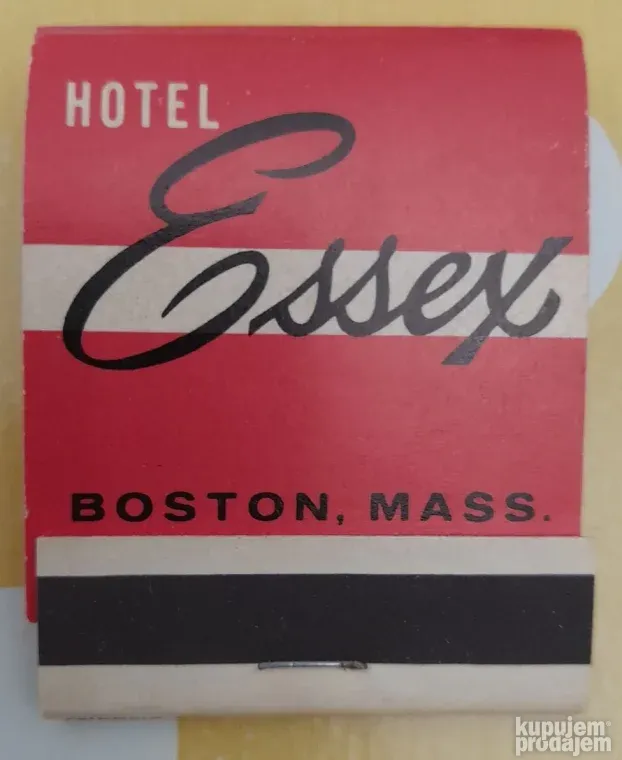 HOTEL
Essex
BOSTON, MASS.
kupujem
prodajem